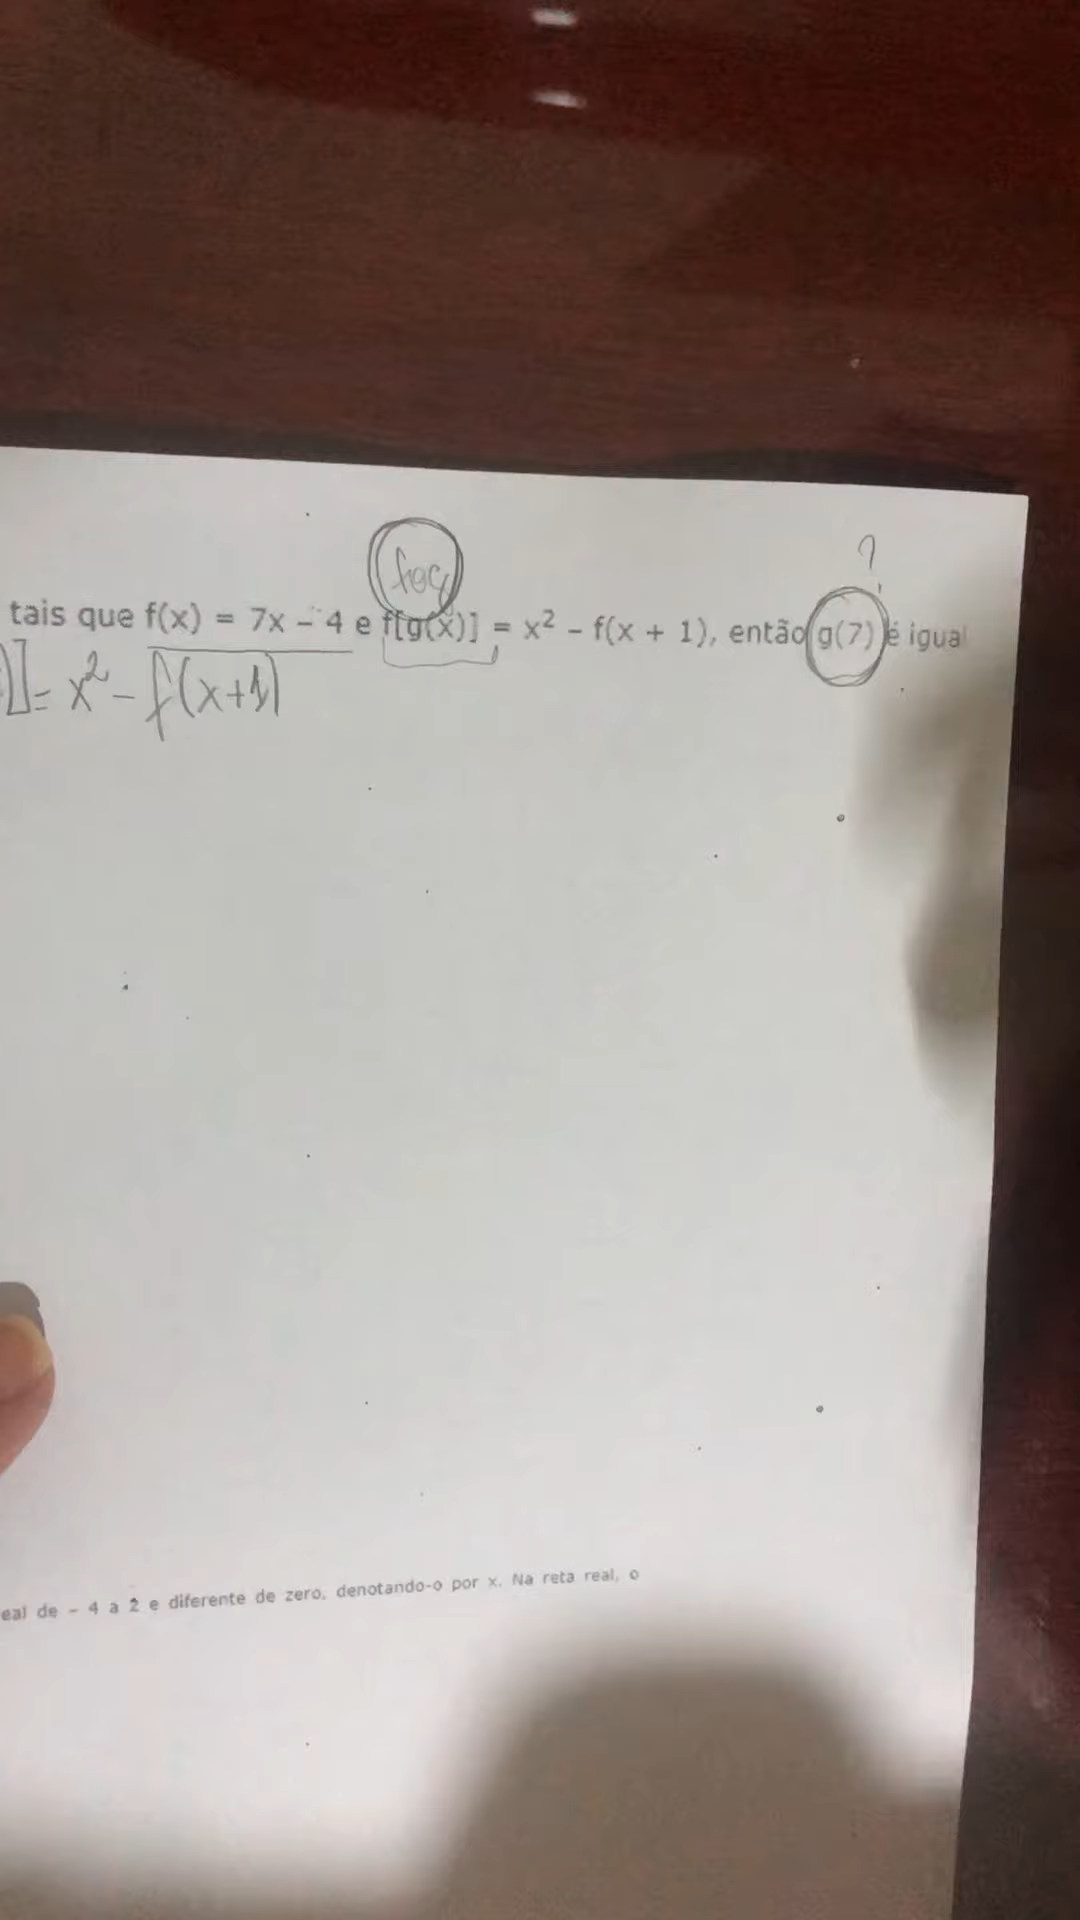 fog
?
tais que f(x) = 7x - 4 e f[g(x)] = x² - f(x + 1), então g(7) é igual
)]= x² - f(x+1)
eal de - 4 a 2 e diferente de zero, denotando-o por x. Na reta real, o